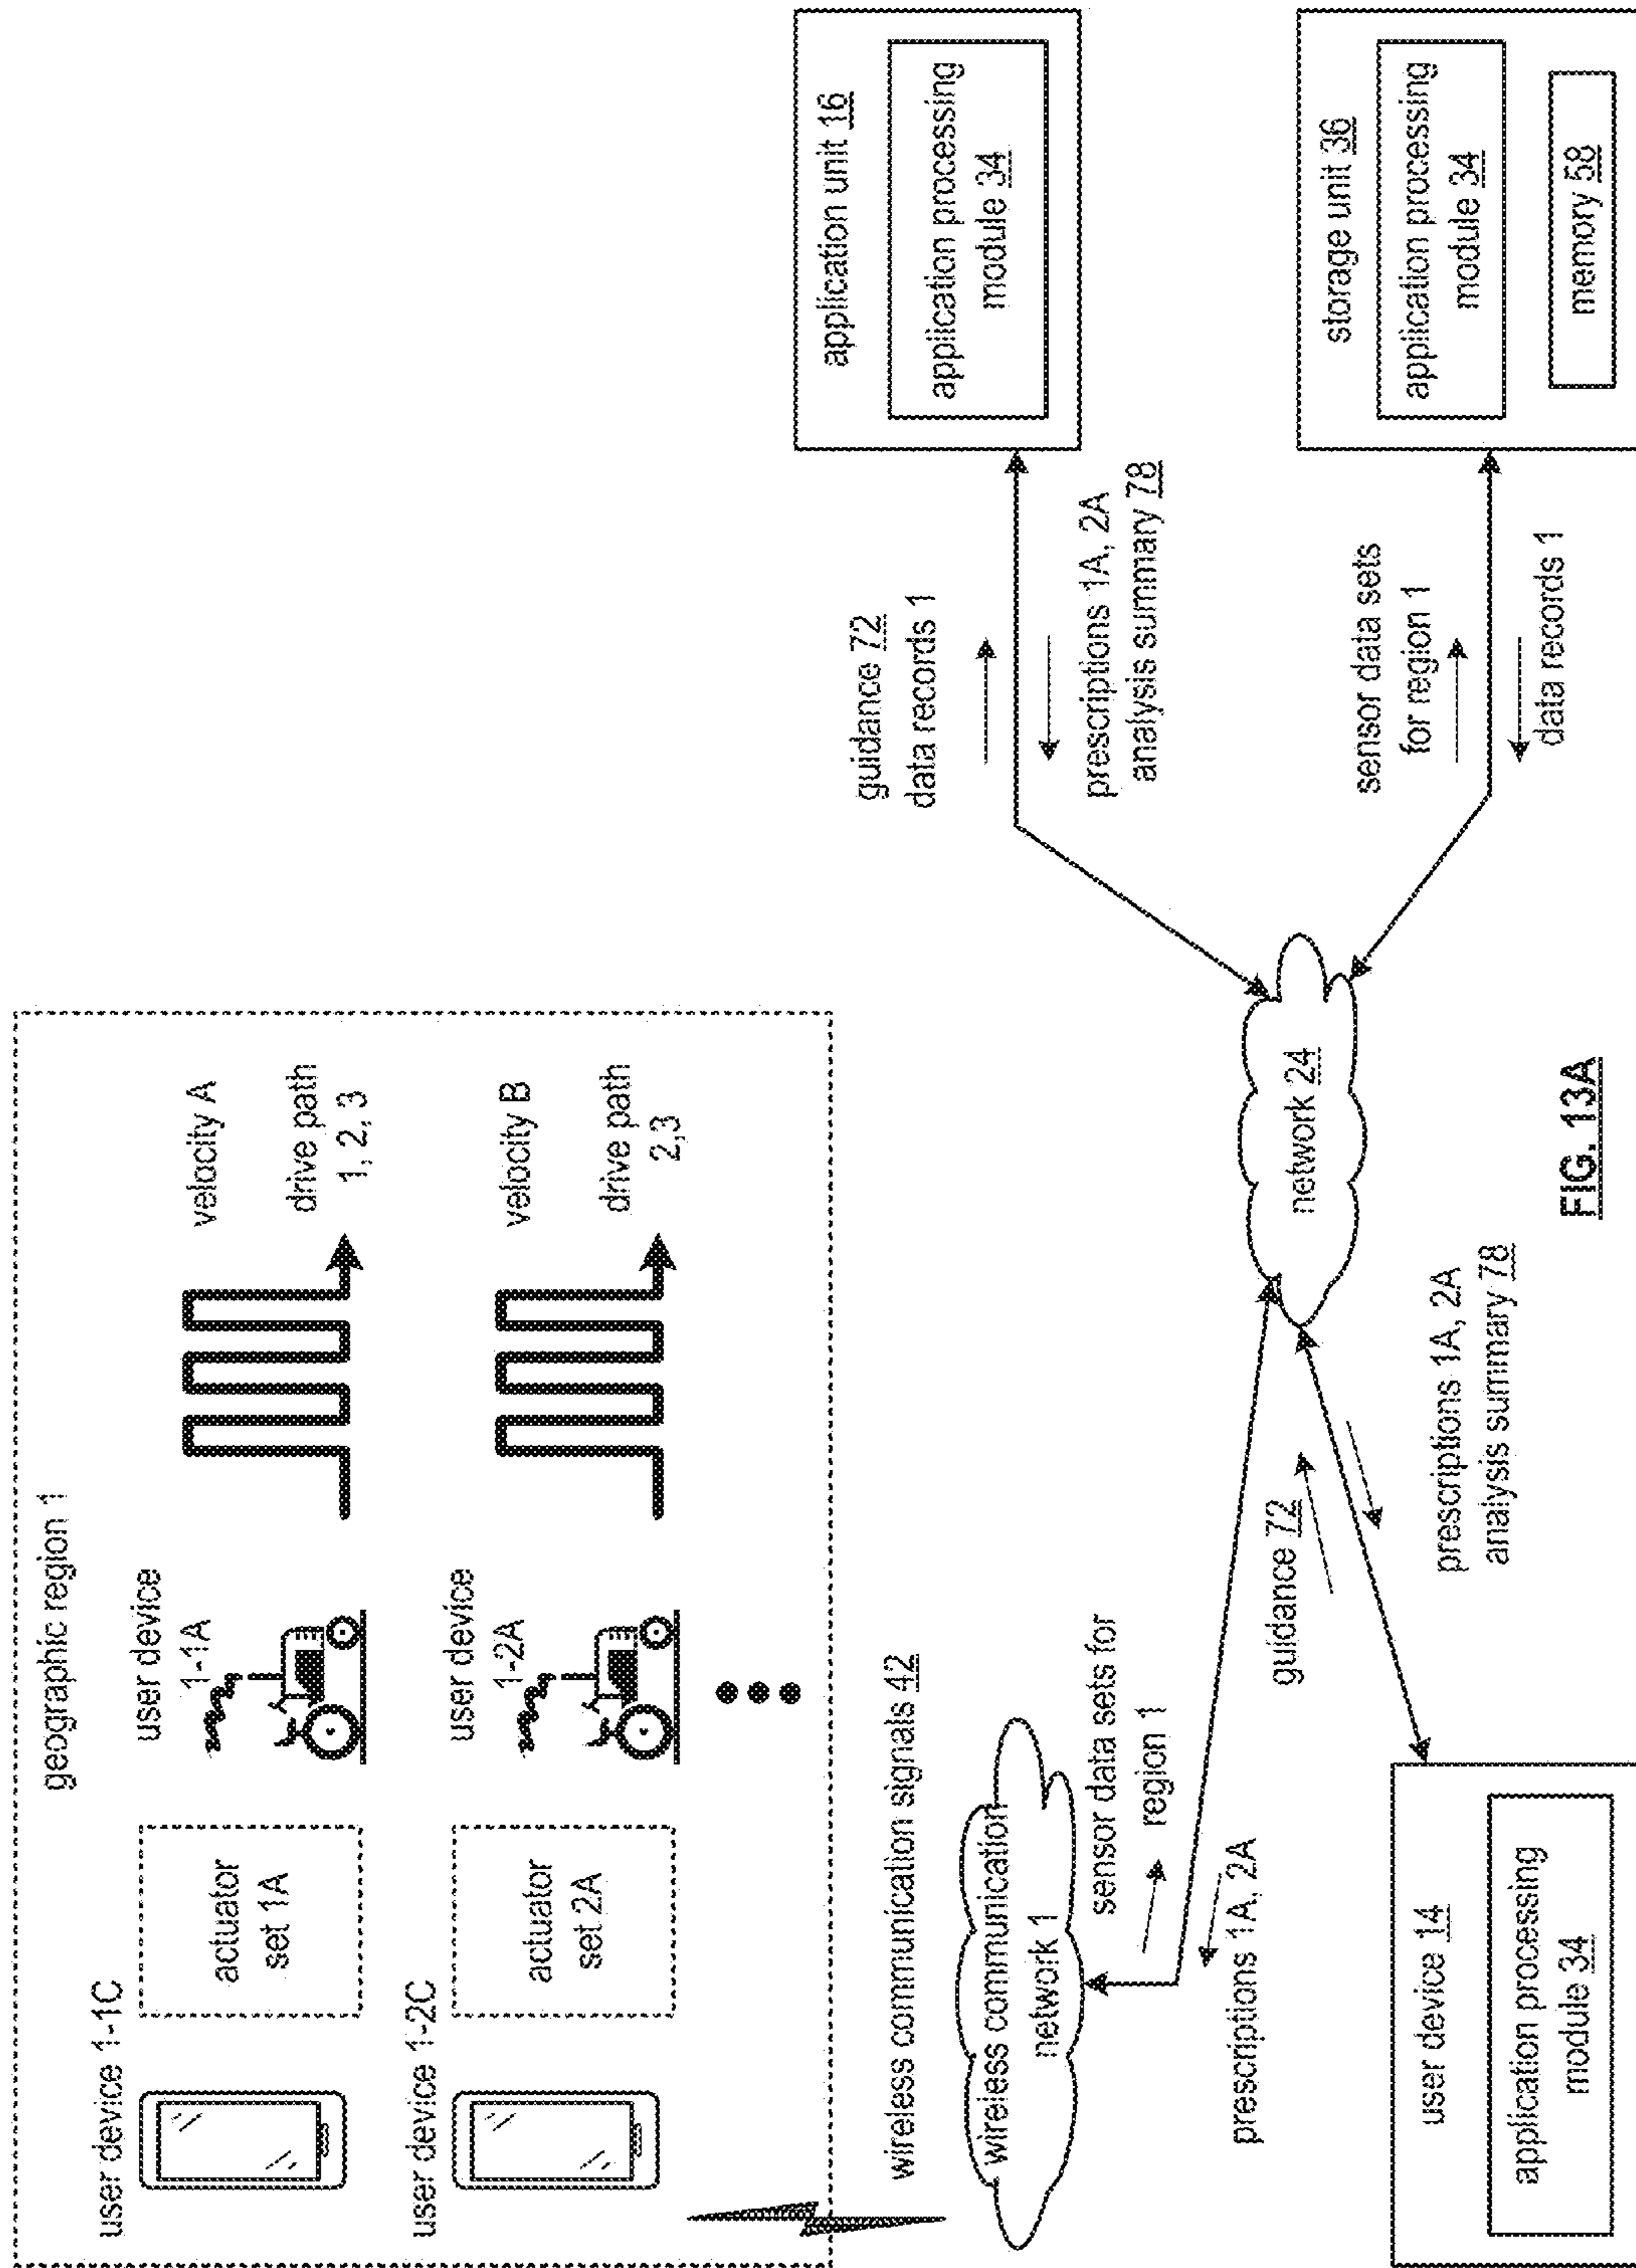 geographic region 1
user device 1-1C
actuator
set 1A
user device
1-1A
velocity A
drive path
1, 2, 3
user device 1-2C
actuator
set 2A
user device
1-2A
velocity B
drive path
2,3
wireless communication signals 42
wireless communication
network 1
sensor data sets for
region 1
prescriptions 1A, 2A
guidance 72
prescriptions 1A, 2A
analysis summary 78
user device 14
application processing
module 34
network 24
guidance 72
data records 1
prescriptions 1A, 2A
analysis summary 78
application unit 16
application processing
module 34
sensor data sets
for region 1
data records 1
storage unit 36
application processing
module 34
memory 58
FIG. 13A